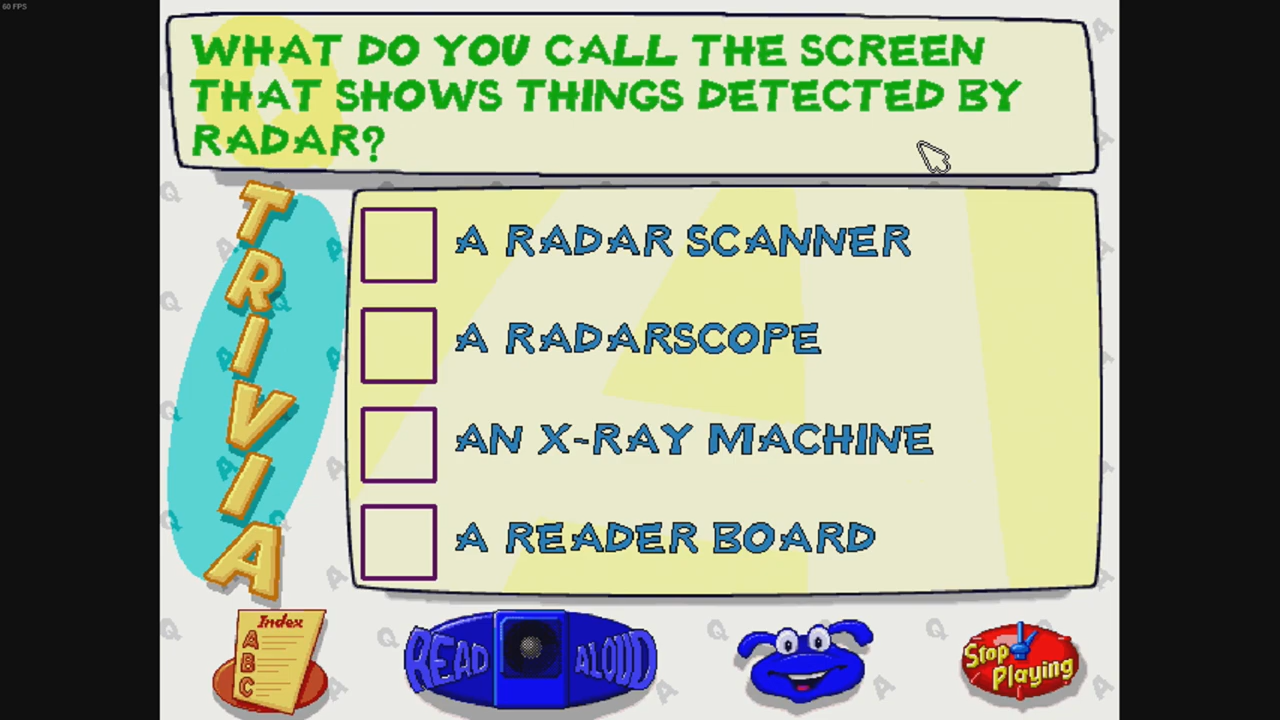 60 FPS
WHAT DO YOU CALL THE SCREEN
THAT SHOWS THINGS DETECTED BY
RADAR?
TRIVIA
A RADAR SCANNER
A RADARSCOPE
AN X-RAY MACHINE
A READER BOARD
Index
A
B
C
READ ALOUD
Stop
Playing